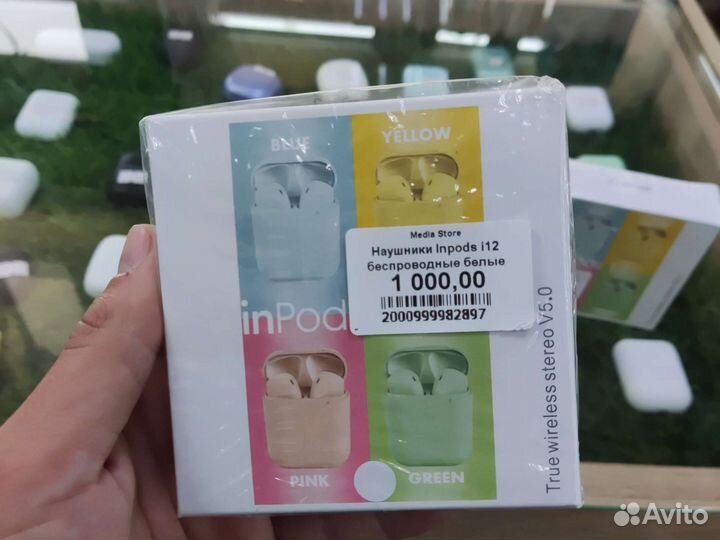 BLUE
YELLOW
Media Store
Наушники Inpods i12
беспроводные белые
1 000,00
2000999982897
inPod
PINK
GREEN
True wireless stereo V5.0
Avito